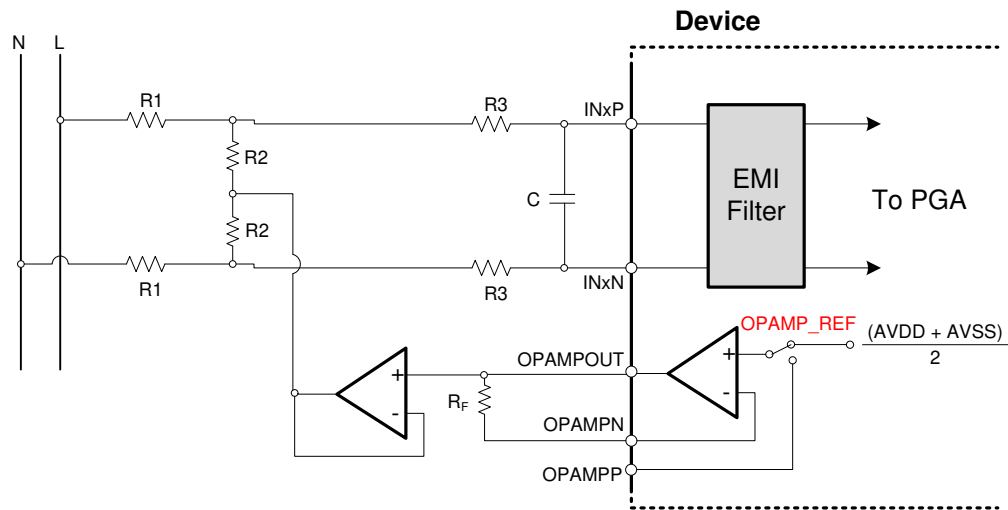 Device
N L
R1
R3
INxP
R2
EMI
Filter
C
To PGA
R2
R1
R3
INxN
OPAMP_REF
(AVDD + AVSS)
2
OPAMPOUT
+
-
+
-
RF
OPAMPN
OPAMPP